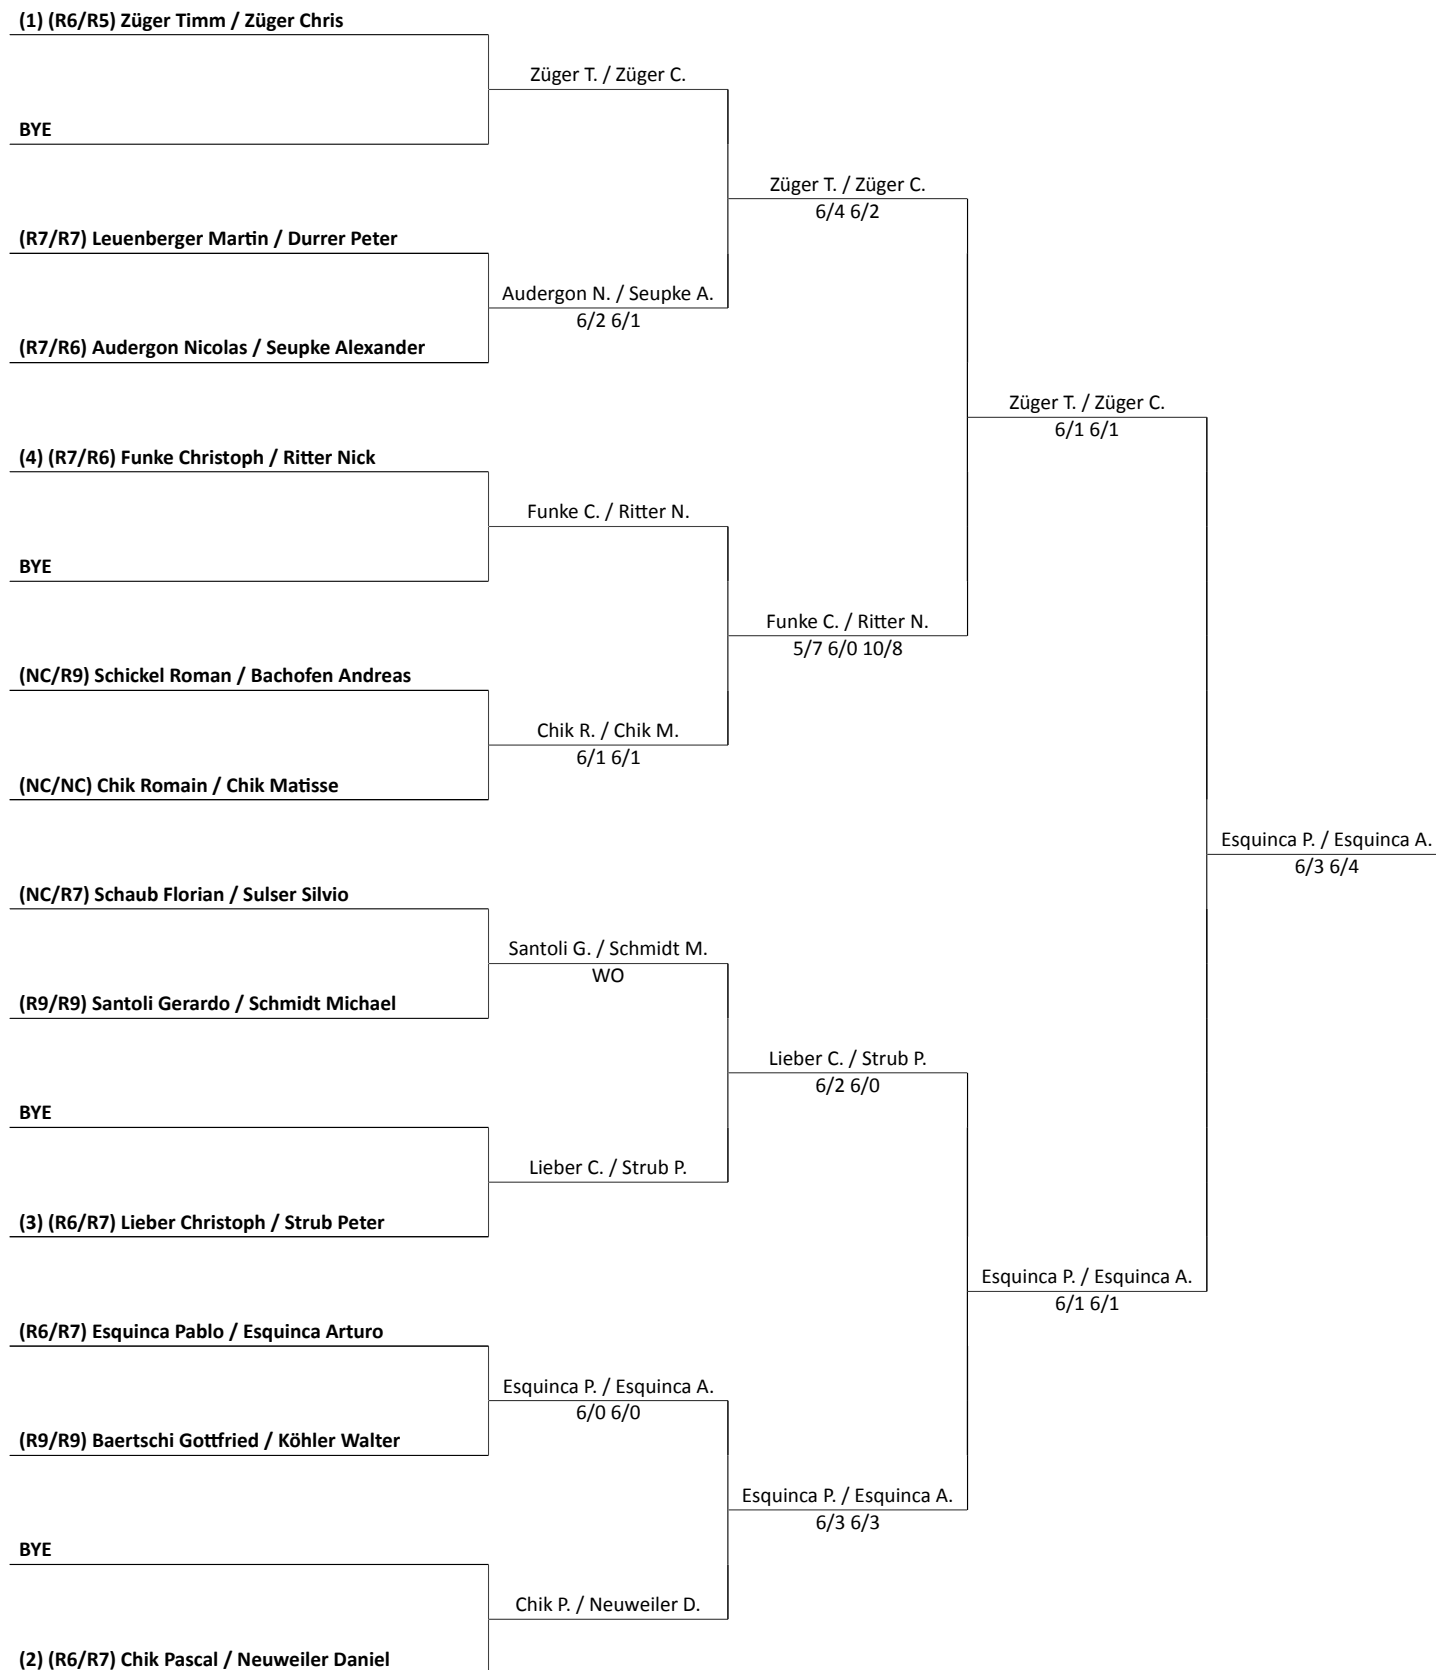 (1) (R6/R5) Züger Timm / Züger Chris
Züger T. / Züger C.
BYE
Züger T. / Züger C.
6/4 6/2
(R7/R7) Leuenberger Martin / Durrer Peter
Audergon N. / Seupke A.
6/2 6/1
(R7/R6) Audergon Nicolas / Seupke Alexander
Züger T. / Züger C.
6/1 6/1
(4) (R7/R6) Funke Christoph / Ritter Nick
Funke C. / Ritter N.
BYE
Funke C. / Ritter N.
5/7 6/0 10/8
(NC/R9) Schickel Roman / Bachofen Andreas
Chik R. / Chik M.
6/1 6/1
(NC/NC) Chik Romain / Chik Matisse
Esquinca P. / Esquinca A.
6/3 6/4
(NC/R7) Schaub Florian / Sulser Silvio
Santoli G. / Schmidt M.
WO
(R9/R9) Santoli Gerardo / Schmidt Michael
Lieber C. / Strub P.
6/2 6/0
BYE
Lieber C. / Strub P.
(3) (R6/R7) Lieber Christoph / Strub Peter
Esquinca P. / Esquinca A.
6/1 6/1
(R6/R7) Esquinca Pablo / Esquinca Arturo
Esquinca P. / Esquinca A.
6/0 6/0
(R9/R9) Baertschi Gottfried / Köhler Walter
Esquinca P. / Esquinca A.
6/3 6/3
BYE
Chik P. / Neuweiler D.
(2) (R6/R7) Chik Pascal / Neuweiler Daniel